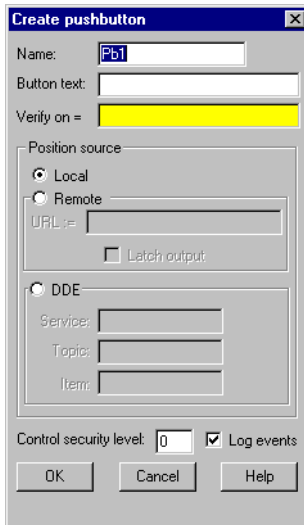 Create pushbutton
Name: Pb1
Button text:
Verify on =
Position source
Local
Remote
URL :=
Latch output
DDE
Service:
Topic:
Item:
Control security level: 0 Log events
OK Cancel Help